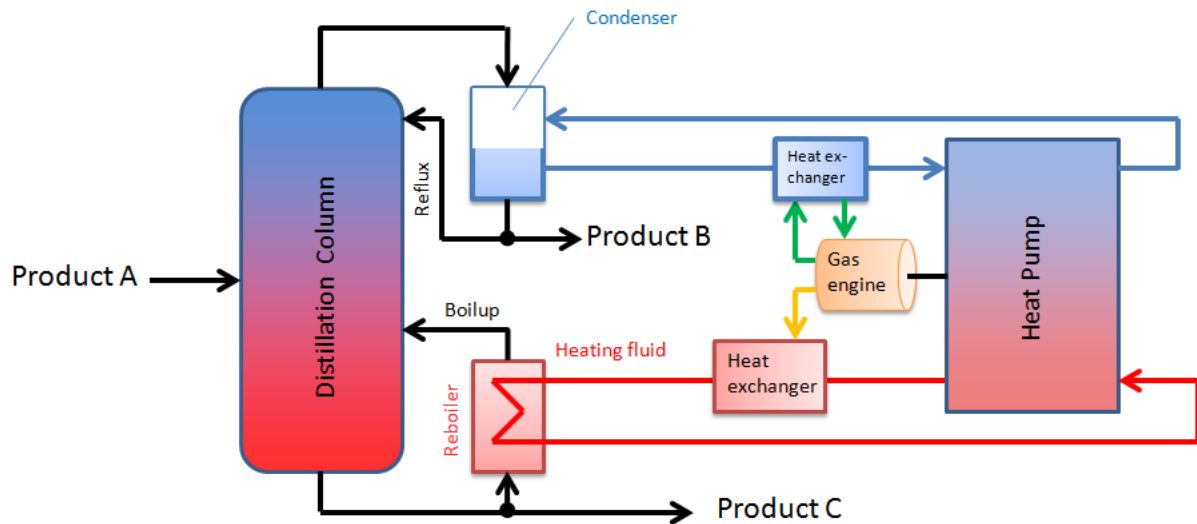 Condenser
Heat ex-
changer
Reflux
Product B
Distillation Column
Product A
Gas
engine
Heat Pump
Boilup
Heating fluid
Heat
exchanger
Reboiler
Product C